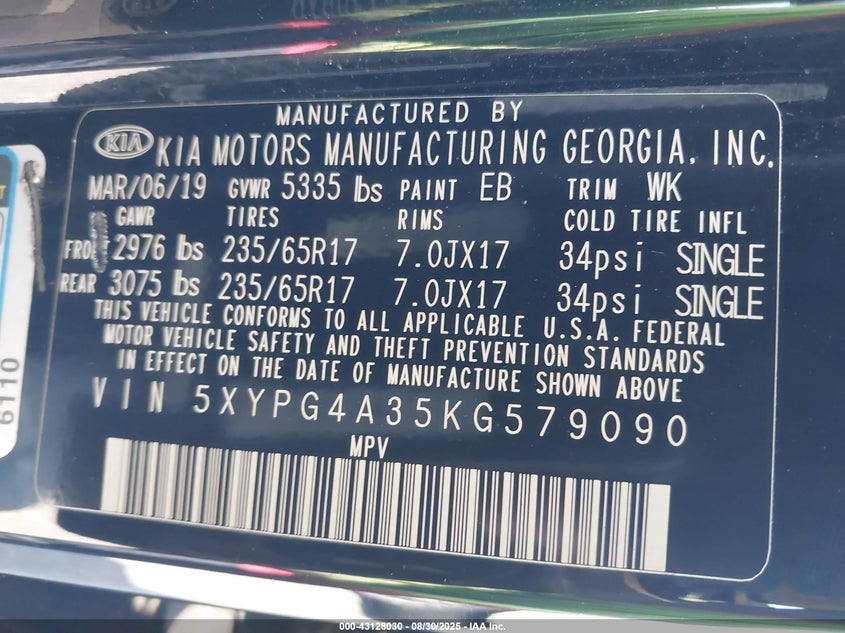 MANUFACTURED BY
KIA KIA MOTORS MANUFACTURING GEORGIA, INC.
MAR/06/19 GVWR 5335 lbs PAINT EB TRIM WK
GAWR TIRES RIMS COLD TIRE INFL
FRO 2976 lbs 235/65R17 7.0JX17 34psi SINGLE
REAR 3075 lbs 235/65R17 7.0JX17 34psi SINGLE
THIS VEHICLE CONFORMS TO ALL APPLICABLE U.S.A. FEDERAL
MOTOR VEHICLE SAFETY AND THEFT PREVENTION STANDARDS
IN EFFECT ON THE DATE OF MANUFACTURE SHOWN ABOVE
VIN 5XYPG4A35KG579090
MPV
6110
000-43128030 - 08/30/2025 - IAA Inc.